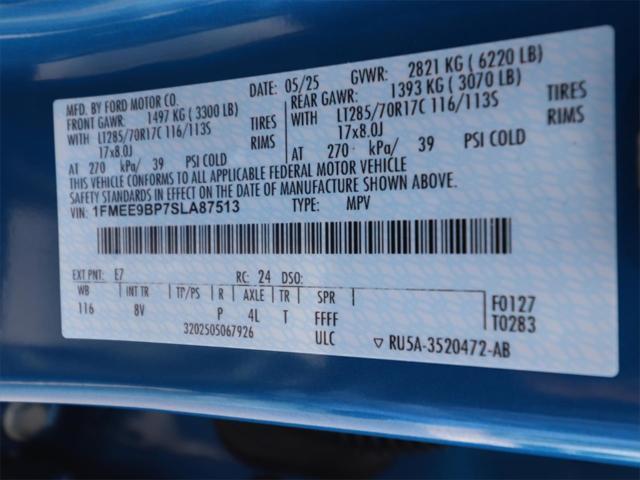 MFD. BY FORD MOTOR CO.
DATE: 05/25 GVWR: 2821 KG ( 6220 LB)
FRONT GAWR: 1497 KG ( 3300 LB) REAR GAWR: 1393 KG ( 3070 LB)
WITH LT285/70R17C 116/113S TIRES WITH LT285/70R17C 116/113S TIRES
17x8.0J RIMS 17x8.0J RIMS
AT 270 kPa/ 39 PSI COLD AT 270 kPa/ 39 PSI COLD
THIS VEHICLE CONFORMS TO ALL APPLICABLE FEDERAL MOTOR VEHICLE
SAFETY STANDARDS IN EFFECT ON THE DATE OF MANUFACTURE SHOWN ABOVE.
VIN: 1FMEE9BP7SLA87513 TYPE: MPV
EXT PNT: E7 RC: 24 DSO:
WB INT TR TP/PS R AXLE TR SPR
116 8V P 4L T FFFF
F0127
T0283
3202505067926 ULC ▽ RU5A-3520472-AB